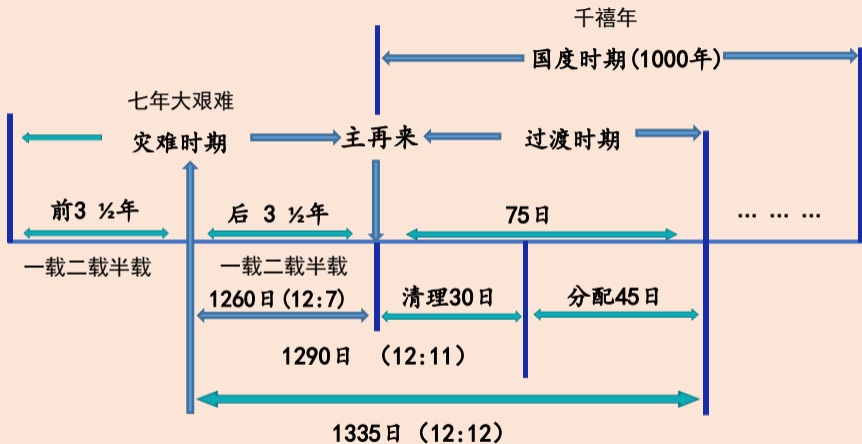 千禧年
国度时期(1000年)
七年大艰难
灾难时期
主再来
过渡时期
前3 ½年
后 3 ½年
75日
… … …
一载二载半载
一载二载半载
1260日(12:7)
清理30日
分配45日
1290日 （12:11）
1335日（12:12）